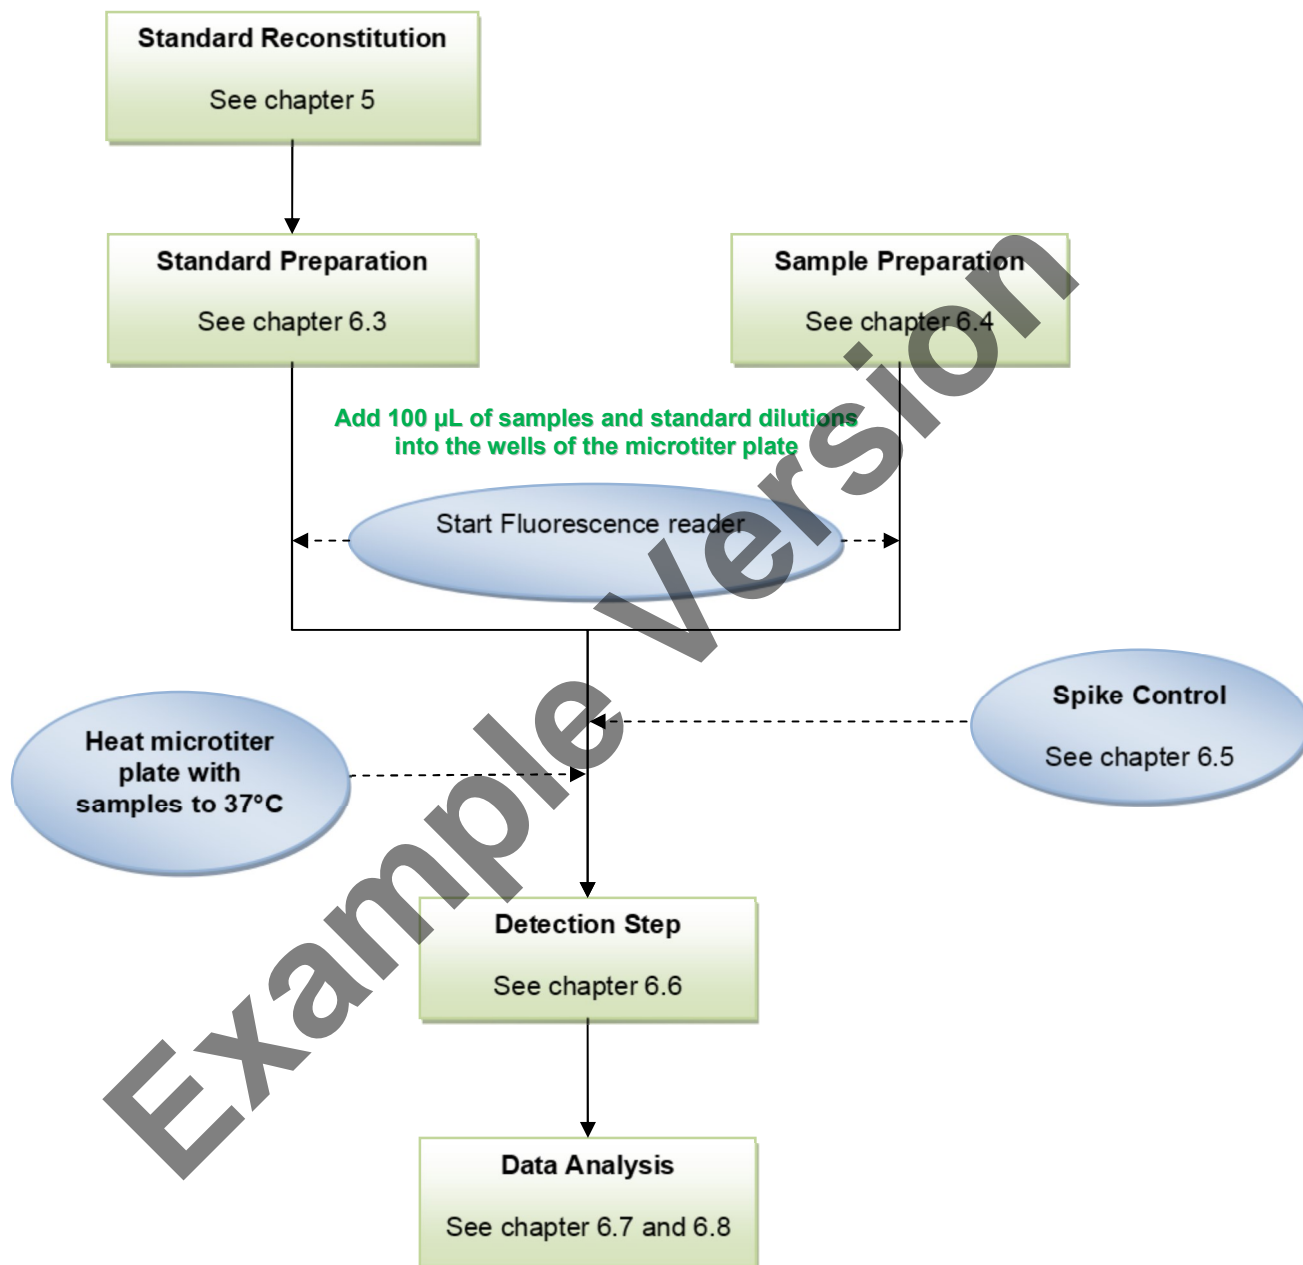 Standard Reconstitution
See chapter 5
Standard Preparation
See chapter 6.3
Sample Preparation
See chapter 6.4
Add 100 µL of samples and standard dilutions
into the wells of the microtiter plate
Start Fluorescence reader
Spike Control
See chapter 6.5
Heat microtiter
plate with
samples to 37°C
Detection Step
See chapter 6.6
Data Analysis
See chapter 6.7 and 6.8
Example Version